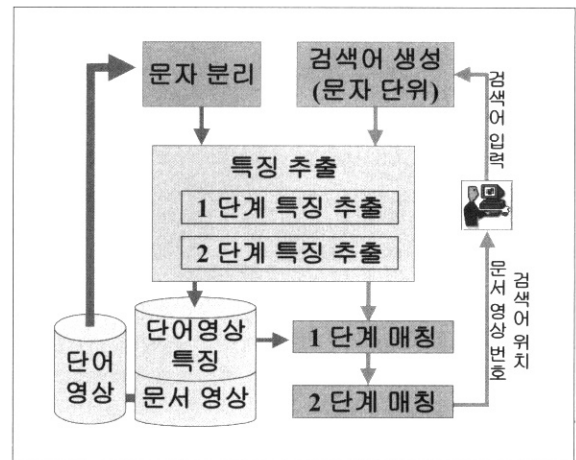 문자 분리
검색어 생성
(문자 단위)
검색어 입력
특징 추출
1 단계 특징 추출
2 단계 특징 추출
단어영상
특징
문서 영상
단어
영상
1 단계 매칭
2 단계 매칭
검색어 위치
문서 영상 번호